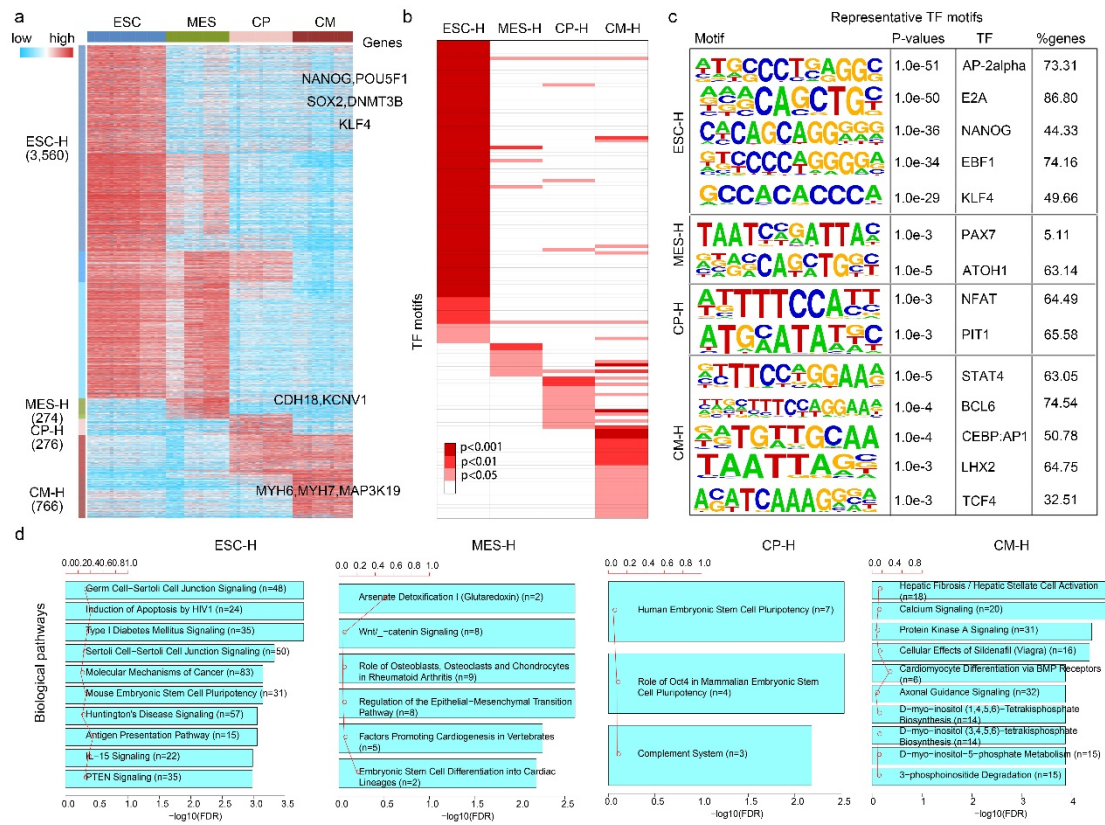 a
ESC MES CP CM
low high
Genes
NANOG,POU5F1
SOX2,DNMT3B
KLF4
ESC-H
(3,560)
CDH18,KCNV1
MES-H
(274)
CP-H
(276)
CM-H
(766)
MYH6,MYH7,MAP3K19
b
ESC-H MES-H CP-H CM-H
TF motifs
p<0.001
p<0.01
p<0.05
c
Representative TF motifs
Motif P-values TF %genes
ESC-H
1.0e-51 AP-2alpha 73.31
1.0e-50 E2A 86.80
1.0e-36 NANOG 44.33
1.0e-34 EBF1 74.16
1.0e-29 KLF4 49.66
MES-H
1.0e-3 PAX7 5.11
1.0e-5 ATOH1 63.14
CP-H
1.0e-3 NFAT 64.49
1.0e-3 PIT1 65.58
CM-H
1.0e-5 STAT4 63.05
1.0e-4 BCL6 74.54
1.0e-4 CEBP:AP1 50.78
1.0e-3 LHX2 64.75
1.0e-3 TCF4 32.51
d
Biological pathways
ESC-H
0.0 0.2 0.4 0.6 0.8 1.0
Germ Cell−Sertoli Cell Junction Signaling (n=48)
Induction of Apoptosis by HIV1 (n=24)
Type I Diabetes Mellitus Signaling (n=35)
Sertoli Cell−Sertoli Cell Junction Signaling (n=50)
Molecular Mechanisms of Cancer (n=83)
Mouse Embryonic Stem Cell Pluripotency (n=31)
Huntington's Disease Signaling (n=57)
Antigen Presentation Pathway (n=15)
IL−15 Signaling (n=22)
PTEN Signaling (n=35)
0.0 0.5 1.0 1.5 2.0 2.5 3.0 3.5
−log10(FDR)
MES-H
0.0 0.2 0.4 0.6 1.0
Arsenate Detoxification I (Glutaredoxin) (n=2)
Wnt/_−catenin Signaling (n=8)
Role of Osteoblasts, Osteoclasts and Chondrocytes
in Rheumatoid Arthritis (n=9)
Regulation of the Epithelial−Mesenchymal Transition
Pathway (n=8)
Factors Promoting Cardiogenesis in Vertebrates
(n=5)
Embryonic Stem Cell Differentiation into Cardiac
Lineages (n=2)
0.0 0.5 1.0 1.5 2.0 2.5
−log10(FDR)
CP-H
0.0 0.2 0.4 0.6 1.0
Human Embryonic Stem Cell Pluripotency (n=7)
Role of Oct4 in Mammalian Embryonic Stem
Cell Pluripotency (n=4)
Complement System (n=3)
0.0 0.5 1.0 1.5 2.0 2.5
−log10(FDR)
CM-H
0.0 0.2 0.4 0.8
Hepatic Fibrosis / Hepatic Stellate Cell Activation
(n=18)
Calcium Signaling (n=20)
Protein Kinase A Signaling (n=31)
Cellular Effects of Sildenafil (Viagra) (n=16)
Cardiomyocyte Differentiation via BMP Receptors
(n=6)
Axonal Guidance Signaling (n=32)
D−myo−inositol (1,4,5,6)−Tetrakisphosphate
Biosynthesis (n=14)
D−myo−inositol (3,4,5,6)−tetrakisphosphate
Biosynthesis (n=14)
D−myo−inositol−5−phosphate Metabolism (n=15)
3−phosphoinositide Degradation (n=15)
0 1 2 3 4
−log10(FDR)